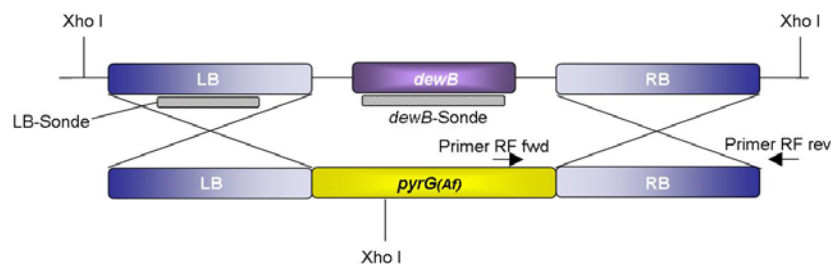 Xho I
Xho I
LB
dewB
RB
LB-Sonde
dewB-Sonde
Primer RF fwd
Primer RF rev
LB
pyrG(Af)
RB
Xho I